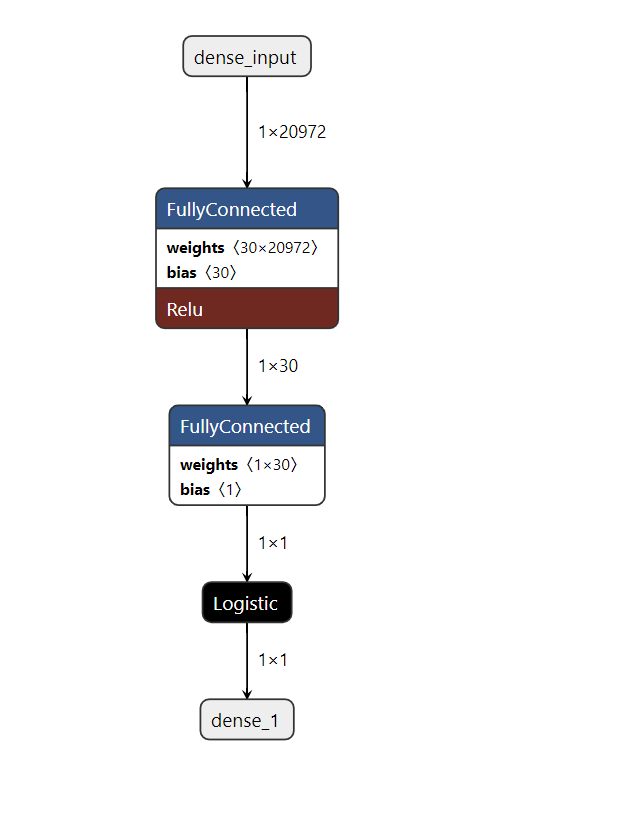 dense_input
1×20972
FullyConnected
weights 〈30×20972〉
bias 〈30〉
Relu
1×30
FullyConnected
weights 〈1×30〉
bias 〈1〉
1×1
Logistic
1×1
dense_1